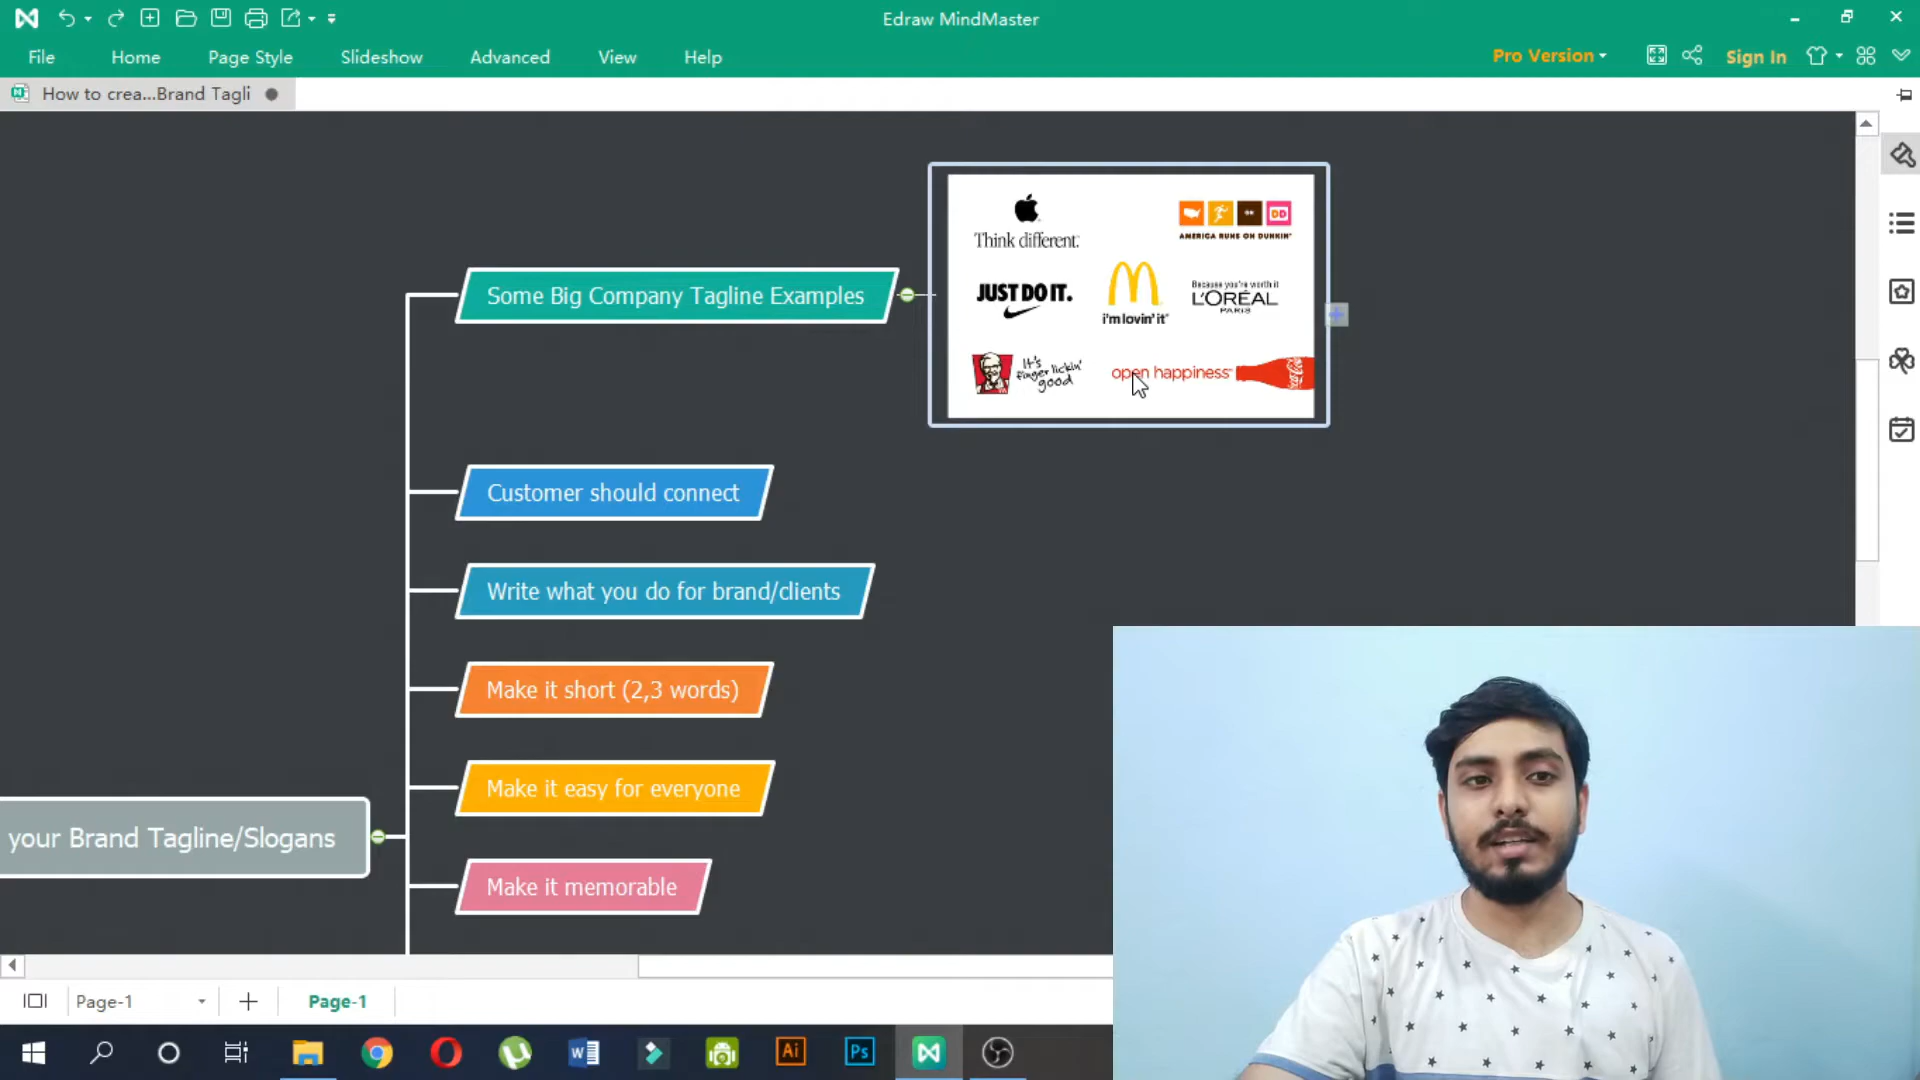 Edraw MindMaster
File Home Page Style Slideshow Advanced View Help
Pro Version Sign In
How to crea...Brand Tagli
Think different.
DD
AMERICA RUNS ON DUNKIN'
Some Big Company Tagline Examples
JUST DO IT.
i'm lovin' it
Because you're worth it
L'ORÉAL
PARIS
It's
finger lickin'
good
open happiness
Customer should connect
Write what you do for brand/clients
Make it short (2,3 words)
Make it easy for everyone
your Brand Tagline/Slogans
Make it memorable
Page-1 Page-1
Ai Ps